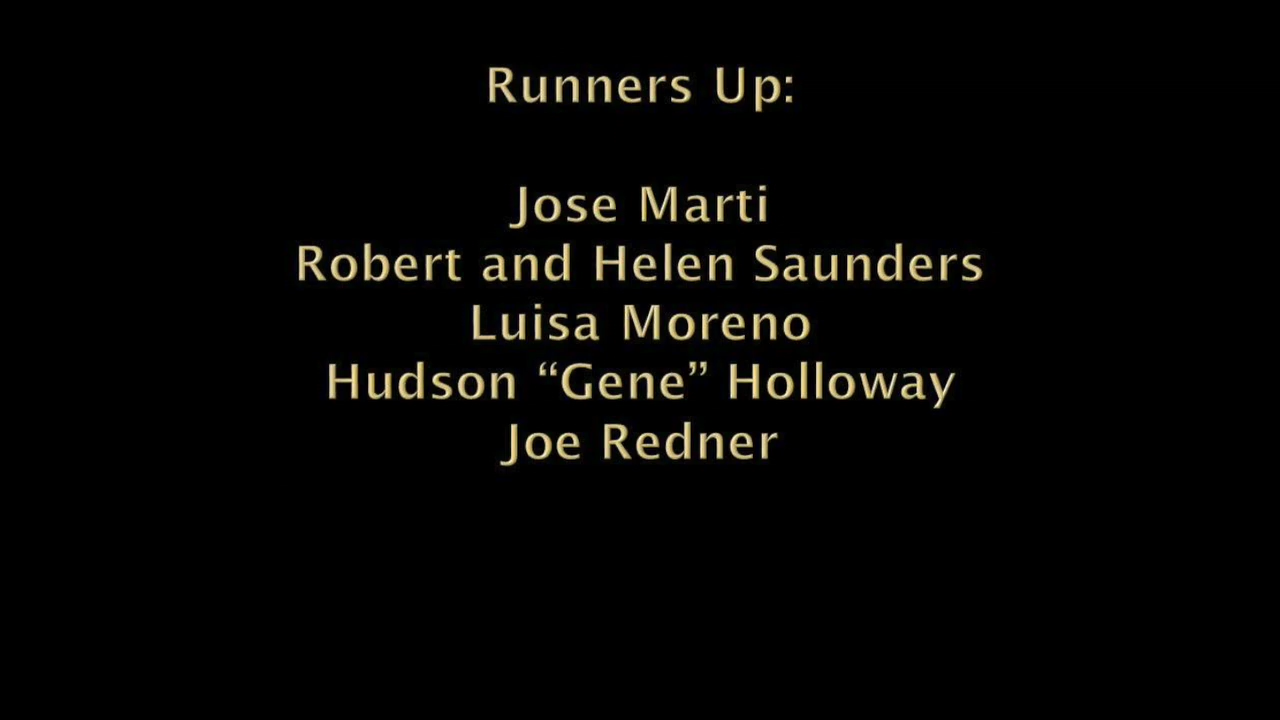 Runners Up:
Jose Marti
Robert and Helen Saunders
Luisa Moreno
Hudson “Gene” Holloway
Joe Redner